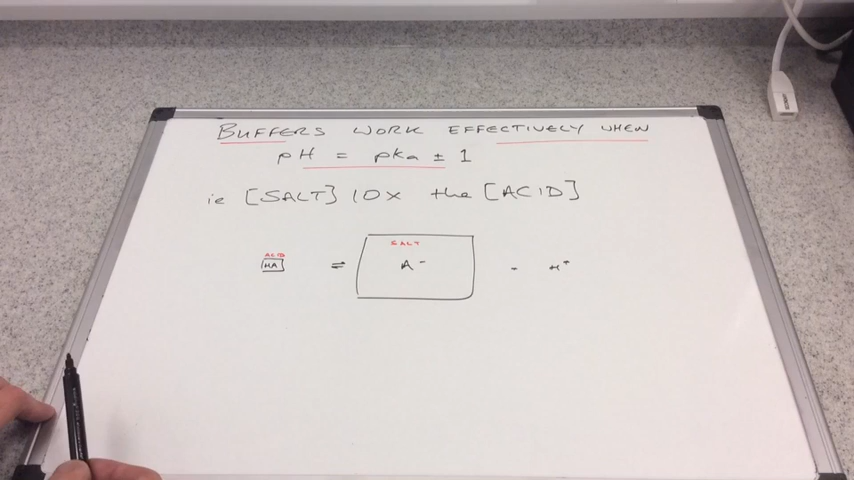 BUFFERS WORK EFFECTIVELY WHEN
pH = pka ± 1
ie [SALT] 10X the [ACID]
ACID SALT
HA ⇌ A⁻ - H⁺